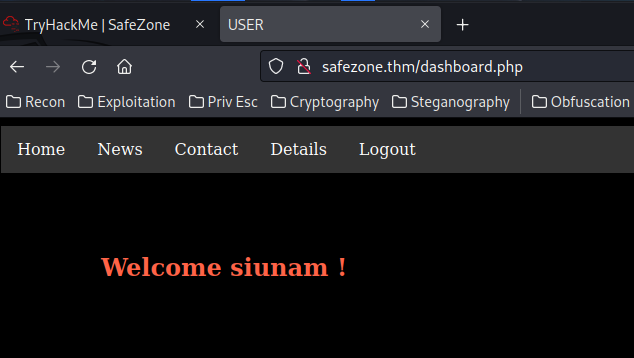 TryHackMe | SafeZone
USER
safezone.thm/dashboard.php
Recon Exploitation Priv Esc Cryptography Steganography Obfuscation
Home News Contact Details Logout
Welcome siunam !